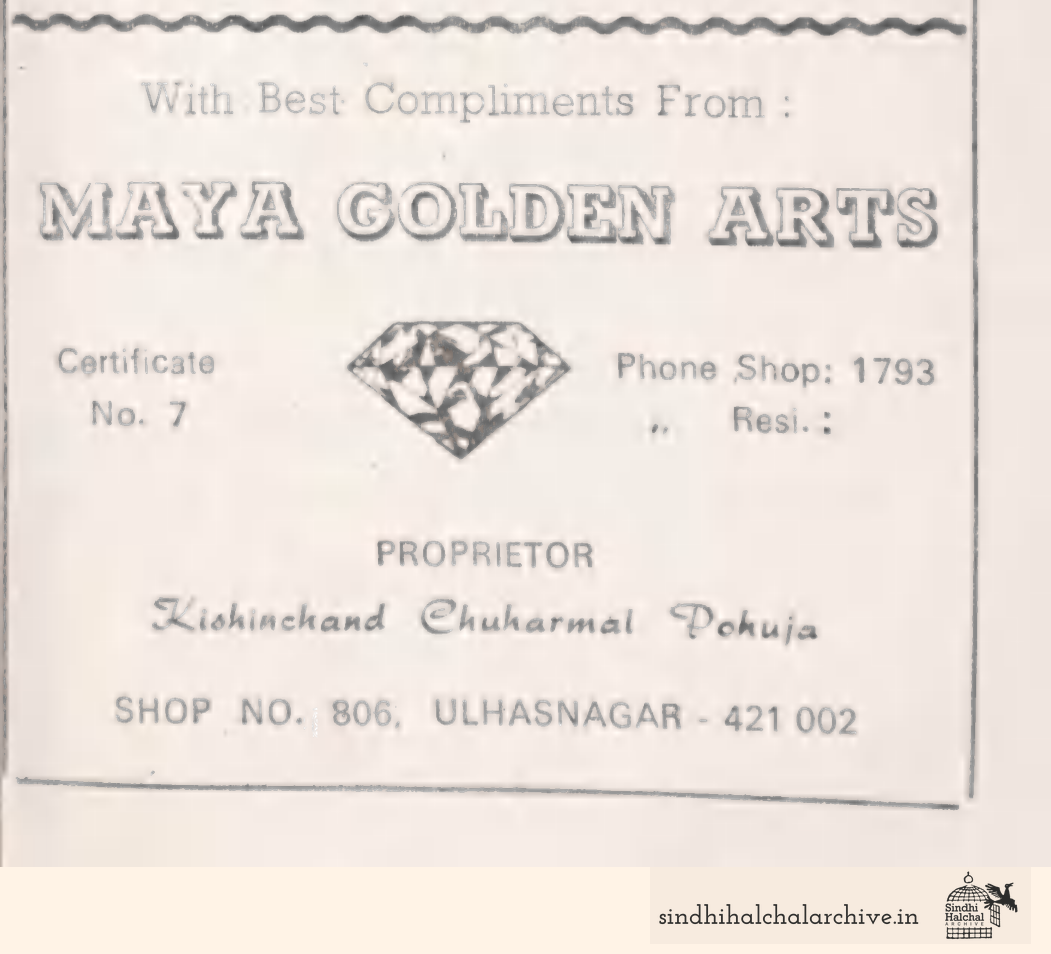 With Best Compliments From :
MAYA GOLDEN ARTS
Certificate
No. 7
Phone Shop: 1793
,, Resi. :
PROPRIETOR
Kishinchand Chuharmal Pohuja
SHOP NO. 806, ULHASNAGAR - 421 002
sindhihalchalarchive.in
Sindhi
Halchal
ARCHIVE